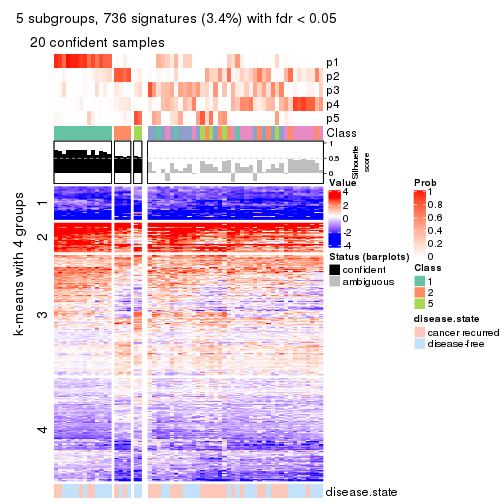 5 subgroups, 736 signatures (3.4%) with fdr < 0.05
20 confident samples
p1
p2
p3
p4
p5
Class
1
0.5
0
Silhouette
score
k-means with 4 groups
1
2
3
4
Value
4
2
0
-2
-4
Status (barplots)
confident
ambiguous
Prob
1
0.8
0.6
0.4
0.2
0
Class
1
2
5
disease.state
cancer recurred
disease-free
disease.state